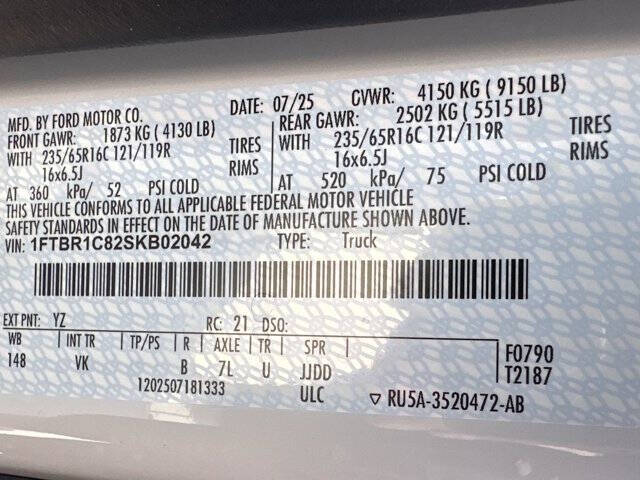 MFD. BY FORD MOTOR CO. DATE: 07/25 GVWR: 4150 KG ( 9150 LB)
FRONT GAWR: 1873 KG ( 4130 LB) REAR GAWR: 2502 KG ( 5515 LB)
WITH 235/65R16C 121/119R TIRES WITH 235/65R16C 121/119R TIRES
16x6.5J RIMS 16x6.5J RIMS
AT 360 kPa/ 52 PSI COLD AT 520 kPa/ 75 PSI COLD
THIS VEHICLE CONFORMS TO ALL APPLICABLE FEDERAL MOTOR VEHICLE
SAFETY STANDARDS IN EFFECT ON THE DATE OF MANUFACTURE SHOWN ABOVE.
VIN: 1FTBR1C82SKB02042 TYPE: Truck
EXT PNT: YZ RC: 21 DSO:
WB INT TR TP/PS R AXLE TR SPR F0790
148 VK B 7L U JJDD T2187
1202507181333 ULC RU5A-3520472-AB